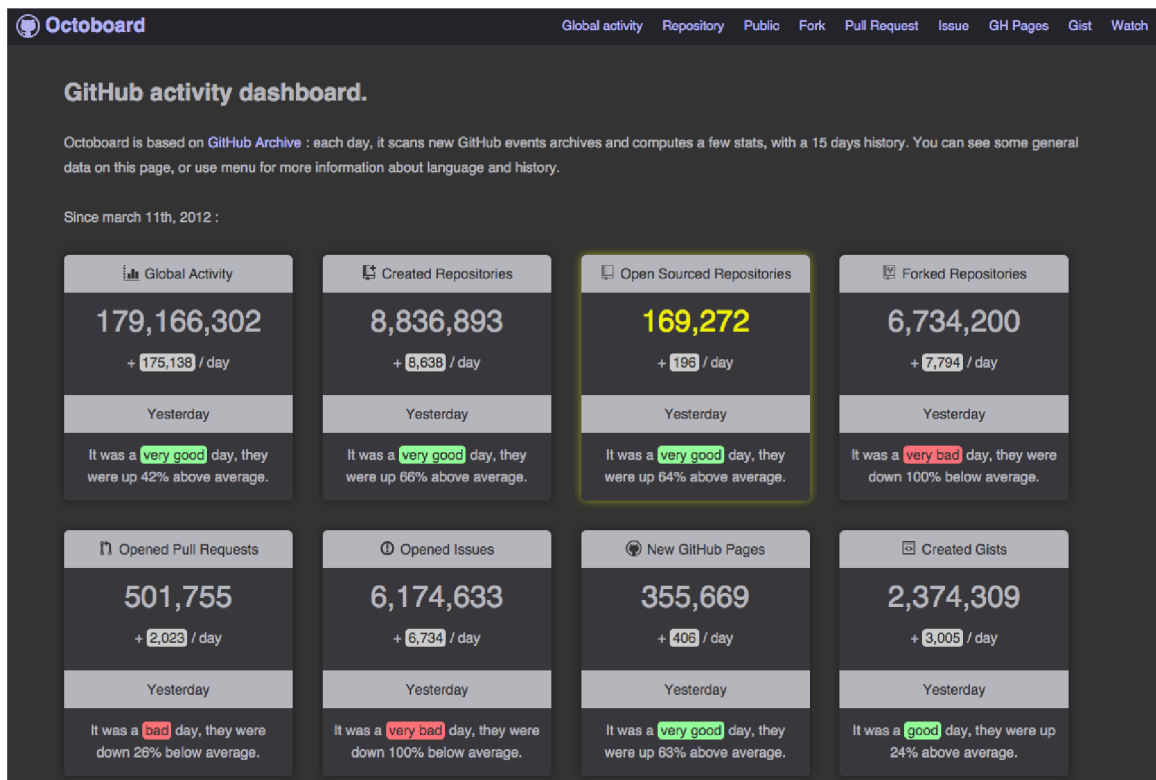 Octoboard
Global activity Repository Public Fork Pull Request Issue GH Pages Gist Watch
GitHub activity dashboard.
Octoboard is based on GitHub Archive : each day, it scans new GitHub events archives and computes a few stats, with a 15 days history. You can see some general
data on this page, or use menu for more information about language and history.
Since march 11th, 2012 :
Global Activity
179,166,302
+ 175,138 / day
Yesterday
It was a very good day, they
were up 42% above average.
Created Repositories
8,836,893
+ 8,638 / day
Yesterday
It was a very good day, they
were up 66% above average.
Open Sourced Repositories
169,272
+ 196 / day
Yesterday
It was a very good day, they
were up 64% above average.
Forked Repositories
6,734,200
+ 7,794 / day
Yesterday
It was a very bad day, they were
down 100% below average.
Opened Pull Requests
501,755
+ 2,023 / day
Yesterday
It was a bad day, they were
down 26% below average.
Opened Issues
6,174,633
+ 6,734 / day
Yesterday
It was a very bad day, they were
down 100% below average.
New GitHub Pages
355,669
+ 406 / day
Yesterday
It was a very good day, they
were up 63% above average.
Created Gists
2,374,309
+ 3,005 / day
Yesterday
It was a good day, they were up
24% above average.